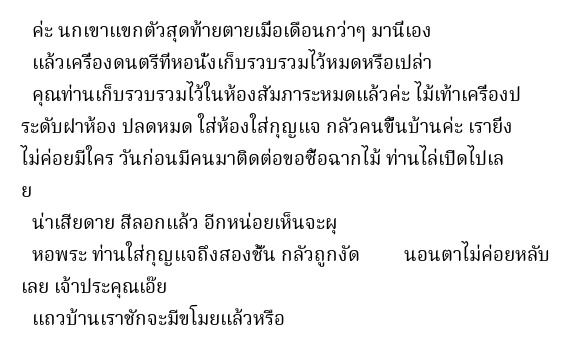 ค่ะ นกเขาแขกตัวสุดท้ายตายเมื่อเดือนกว่าๆ มานี่เอง
แล้วเครื่องดนตรีที่หอนั่งเก็บรวบรวมไว้หมดหรือเปล่า
คุณท่านเก็บรวบรวมไว้ในห้องสัมภาระหมดแล้วค่ะ ไม้เท้าเครื่องป
ระดับฝาห้อง ปลดหมด ใส่ห้องใส่กุญแจ กลัวคนขึ้นบ้านค่ะ เรายิ่ง
ไม่ค่อยมีใคร วันก่อนมีคนมาติดต่อขอซื้อฉากไม้ ท่านไล่เปิดไปเล
ย
น่าเสียดาย สีลอกแล้ว อีกหน่อยเห็นจะผุ
หอพระ ท่านใส่กุญแจถึงสองชั้น กลัวถูกงัด นอนตาไม่ค่อยหลับ
เลย เจ้าประคุณเอ๊ย
แถวบ้านเราชักจะมีขโมยแล้วหรือ